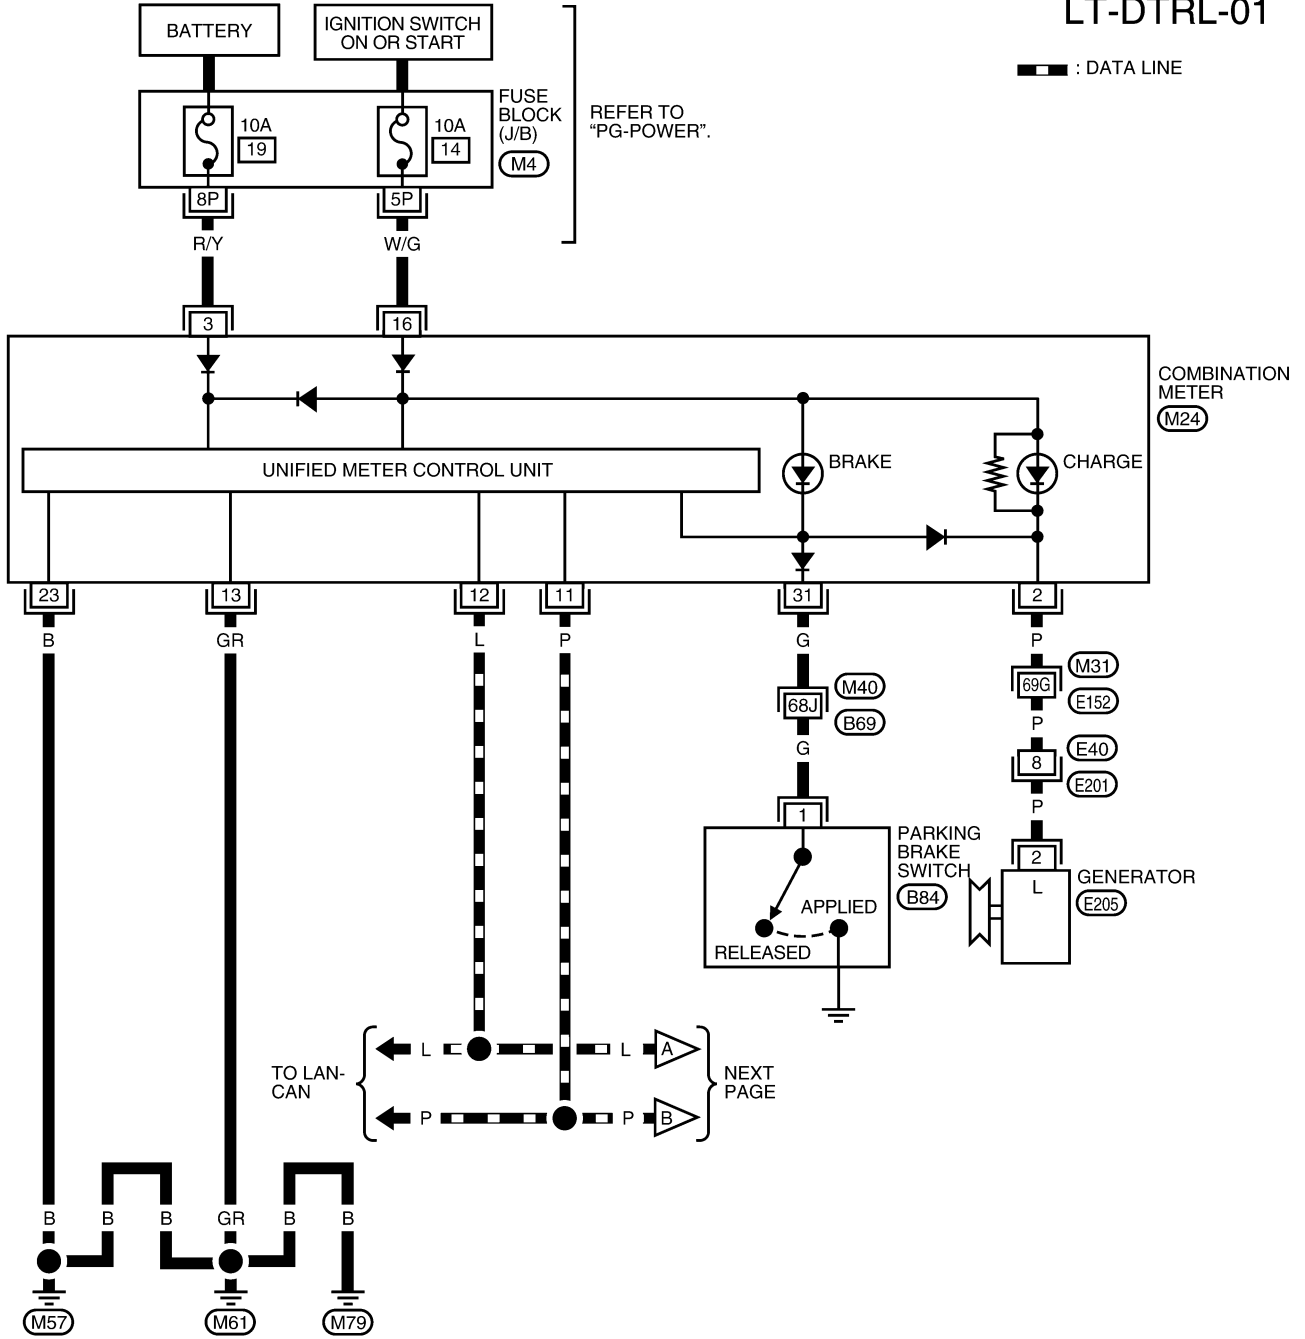 LT-DTRL-01
: DATA LINE
BATTERY
IGNITION SWITCH
ON OR START
FUSE
BLOCK
(J/B)
M4
REFER TO
“PG-POWER”.
10A
19
10A
14
8P
5P
R/Y
W/G
3
16
COMBINATION
METER
M24
UNIFIED METER CONTROL UNIT
BRAKE
CHARGE
23
13
12
11
31
2
B
GR
L
P
G
P
M40
68J
B69
G
M31
69G
E152
P
E40
8
E201
P
1
PARKING
BRAKE
SWITCH
B84
APPLIED
RELEASED
2
L
GENERATOR
E205
TO LAN-
CAN
L
L
A
P
P
B
NEXT
PAGE
B
B
B
GR
B
B
M57
M61
M79